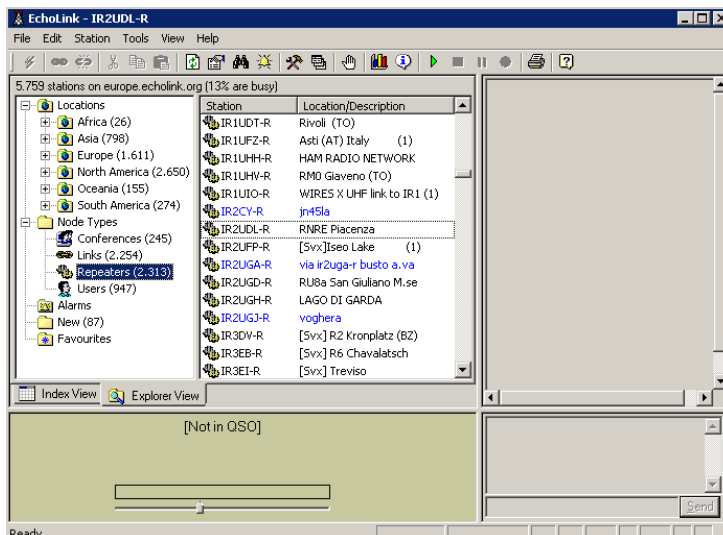 EchoLink - IR2UDL-R
File Edit Station Tools View Help
5.759 stations on europe.echolink.org (13% are busy)
Locations
Africa (26)
Asia (798)
Europe (1.611)
North America (2.650)
Oceania (155)
South America (274)
Node Types
Conferences (245)
Links (2.254)
Repeaters (2.313)
Users (947)
Alarms
New (87)
Favourites
Station Location/Description
IR1UDT-R Rivoli (TO)
IR1UFZ-R Asti (AT) Italy (1)
IR1UHH-R HAM RADIO NETWORK
IR1UHV-R RM0 Giaveno (TO)
IR1UIO-R WIRES X UHF link to IR1 (1)
IR2CY-R jn45la
IR2UDL-R RNRE Piacenza
IR2UFP-R [Svx]Iseo Lake (1)
IR2UGA-R via ir2uga-r busto a.va
IR2UGD-R RU8a San Giuliano M.se
IR2UGH-R LAGO DI GARDA
IR2UGJ-R voghera
IR3DV-R [Svx] R2 Kronplatz (BZ)
IR3EB-R [Svx] R6 Chavalatsch
IR3EI-R [Svx] Treviso
Index View Explorer View
[Not in QSO]
Send
Ready